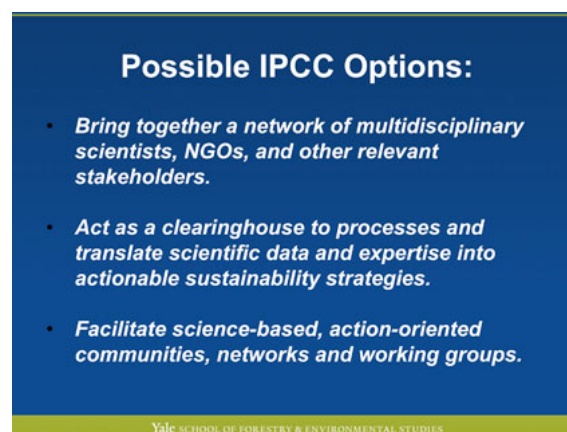 Possible IPCC Options:
• Bring together a network of multidisciplinary
scientists, NGOs, and other relevant
stakeholders.
• Act as a clearinghouse to processes and
translate scientific data and expertise into
actionable sustainability strategies.
• Facilitate science-based, action-oriented
communities, networks and working groups.
Yale SCHOOL OF FORESTRY & ENVIRONMENTAL STUDIES